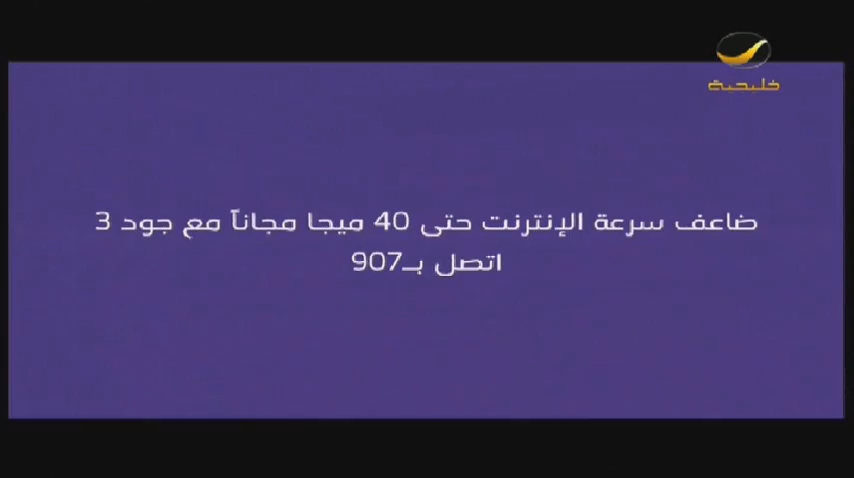 خليجية
ضاعف سرعة الإنترنت حتى 40 ميجا مجاناً مع جود 3
اتصل بـ907